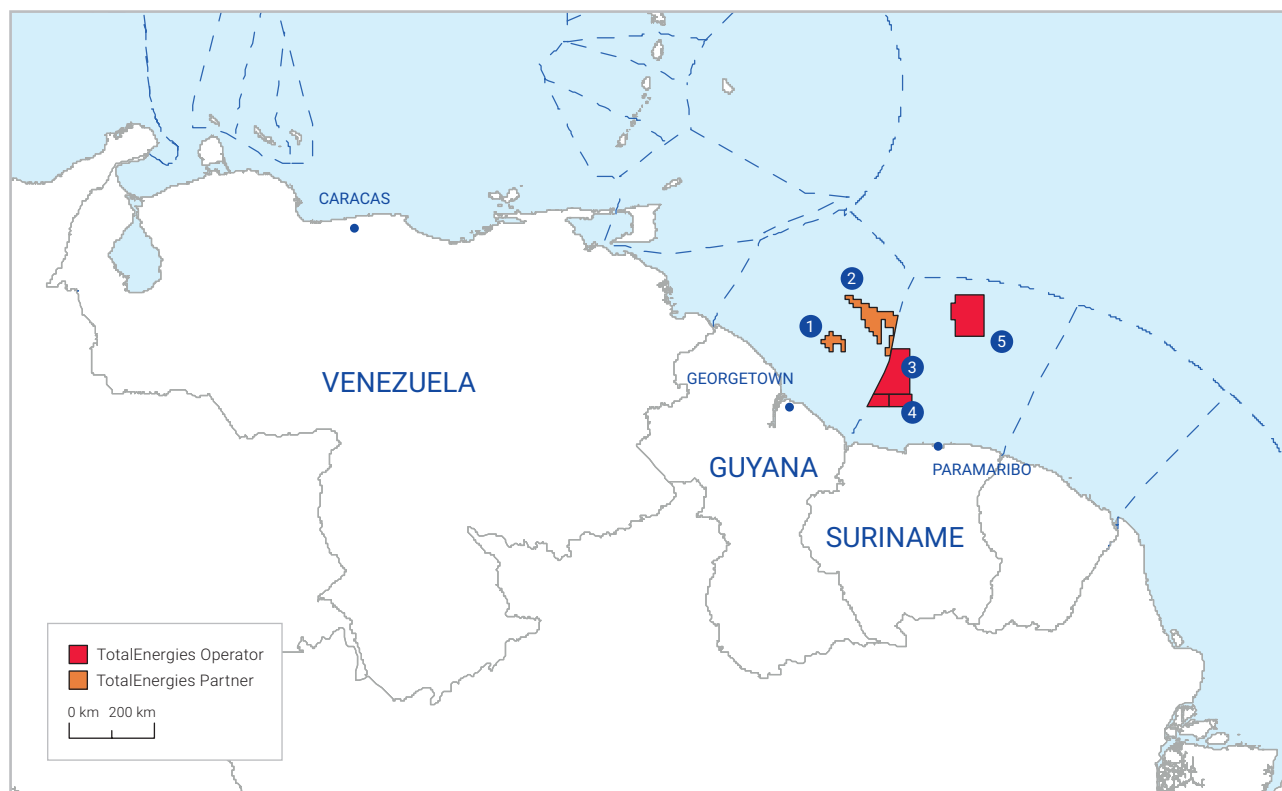 CARACAS
2
1
5
VENEZUELA
GEORGETOWN
3
4
GUYANA
PARAMARIBO
SURINAME
TotalEnergies Operator
TotalEnergies Partner
0 km 200 km